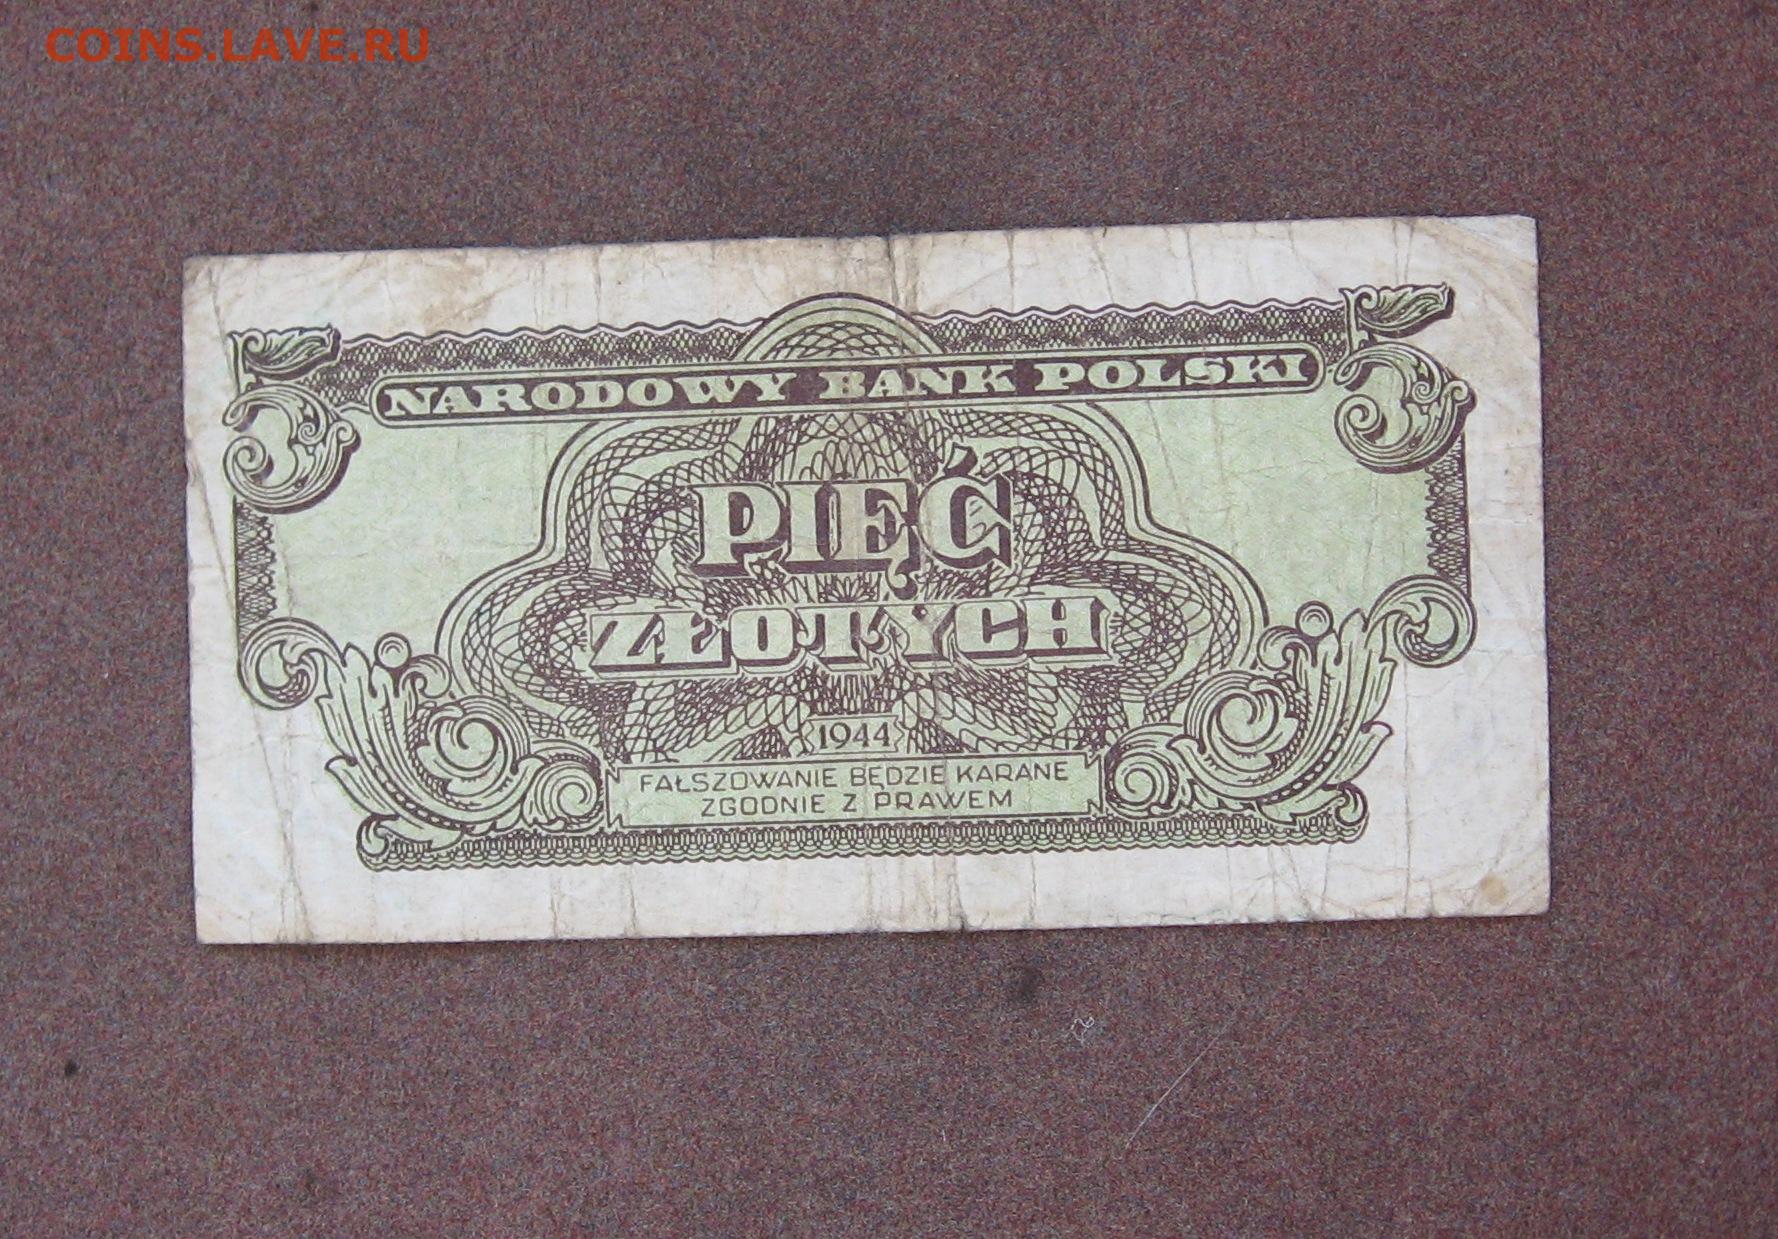 COINS.LAVE.RU
5 5
NARODOWY BANK POLSKI
PIĘĆ
ZŁOTYCH
1944
FAŁSZOWANIE BĘDZIE KARANE
ZGODNIE Z PRAWEM